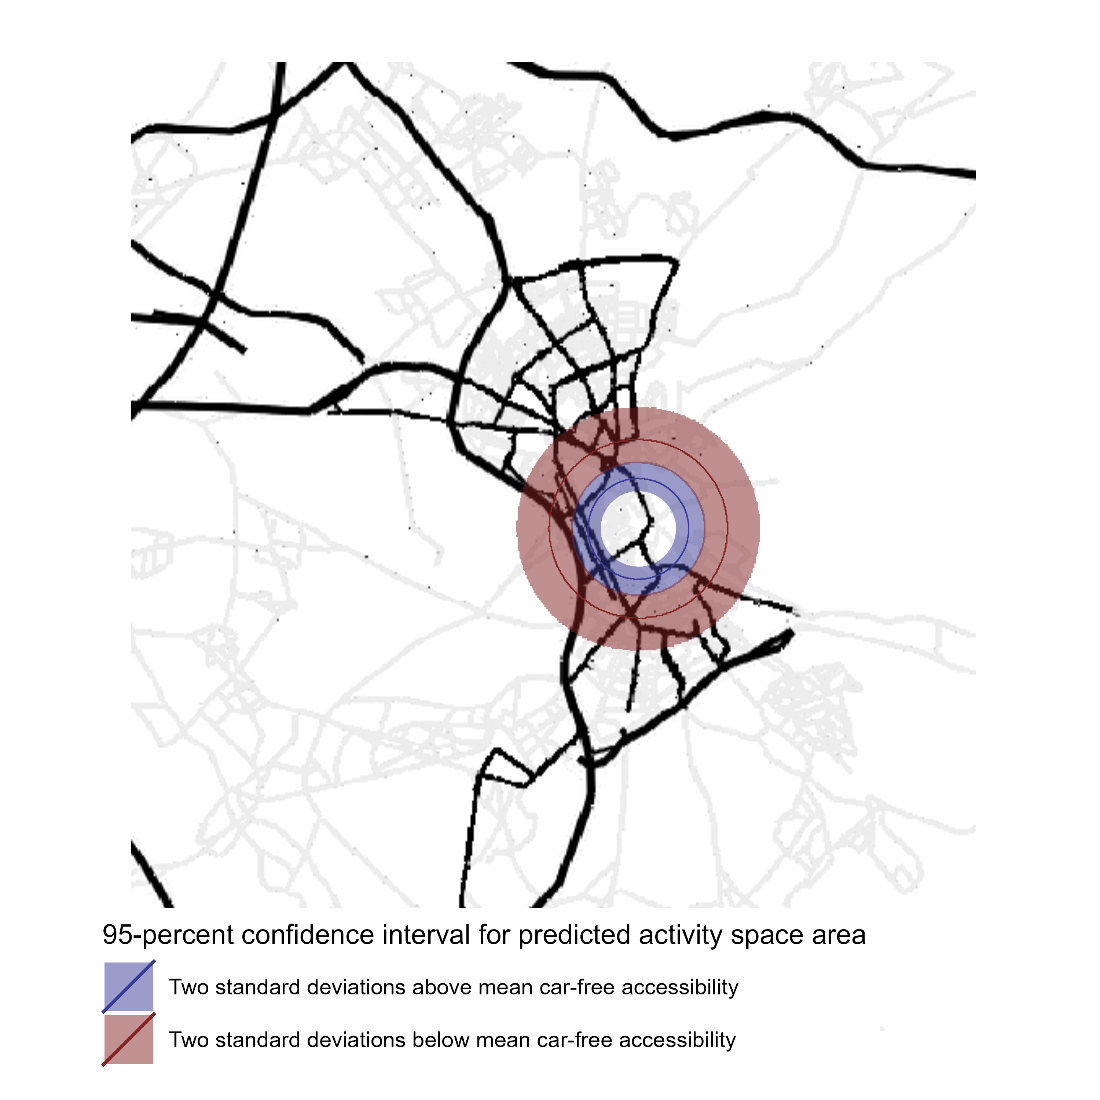 95-percent confidence interval for predicted activity space area
Two standard deviations above mean car-free accessibility
Two standard deviations below mean car-free accessibility